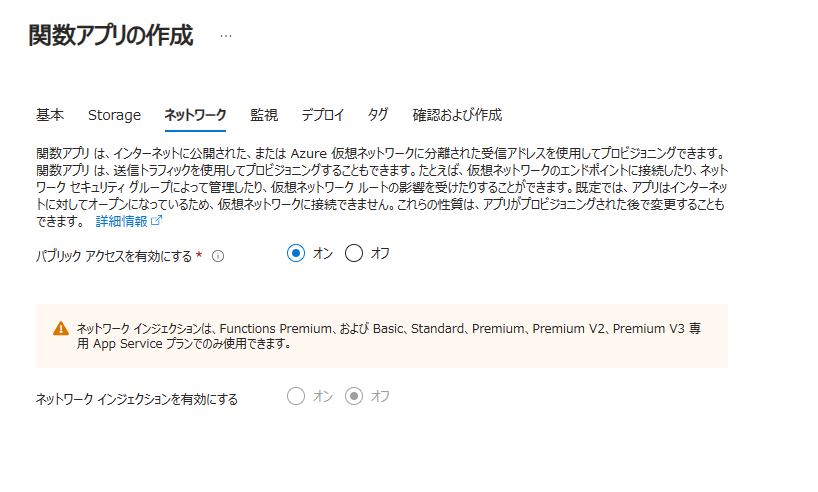 関数アプリの作成 …
基本 Storage ネットワーク 監視 デプロイ タグ 確認および作成
関数アプリ は、インターネットに公開された、または Azure 仮想ネットワークに分離された受信アドレスを使用してプロビジョニングできます。
関数アプリ は、送信トラフィックを使用してプロビジョニングすることもできます。たとえば、仮想ネットワークのエンドポイントに接続したり、ネット
ワーク セキュリティ グループによって管理したり、仮想ネットワーク ルートの影響を受けたりすることができます。既定では、アプリはインターネッ
トに対してオープンになっているため、仮想ネットワークに接続できません。これらの性質は、アプリがプロビジョニングされた後で変更することも
できます。 詳細情報
パブリック アクセスを有効にする * オン オフ
ネットワーク インジェクションは、Functions Premium、および Basic、Standard、Premium、Premium V2、Premium V3 専
用 App Service プランでのみ使用できます。
ネットワーク インジェクションを有効にする オン オフ